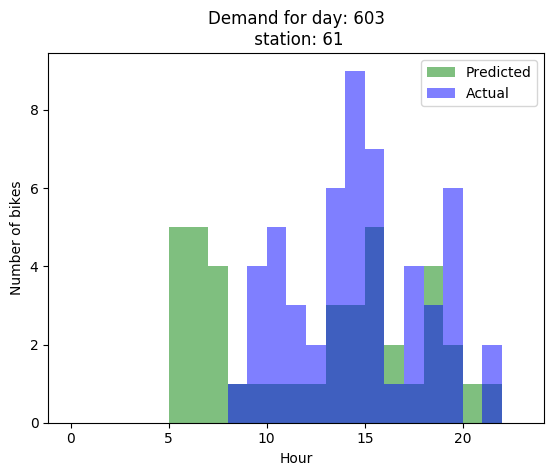 Demand for day: 603
station: 61
Predicted
Actual
Number of bikes
8
6
4
2
0
0 5 10 15 20
Hour